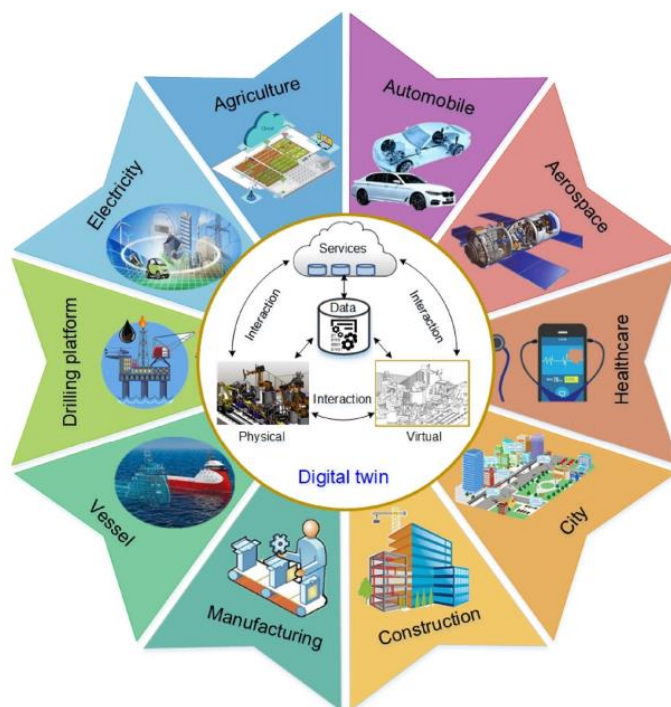 Agriculture
Automobile
Aerospace
Healthcare
City
Construction
Manufacturing
Vessel
Drilling platform
Electricity
Cloud
Services
Interaction
Interaction
Data
Interaction
Physical
Virtual
Digital twin